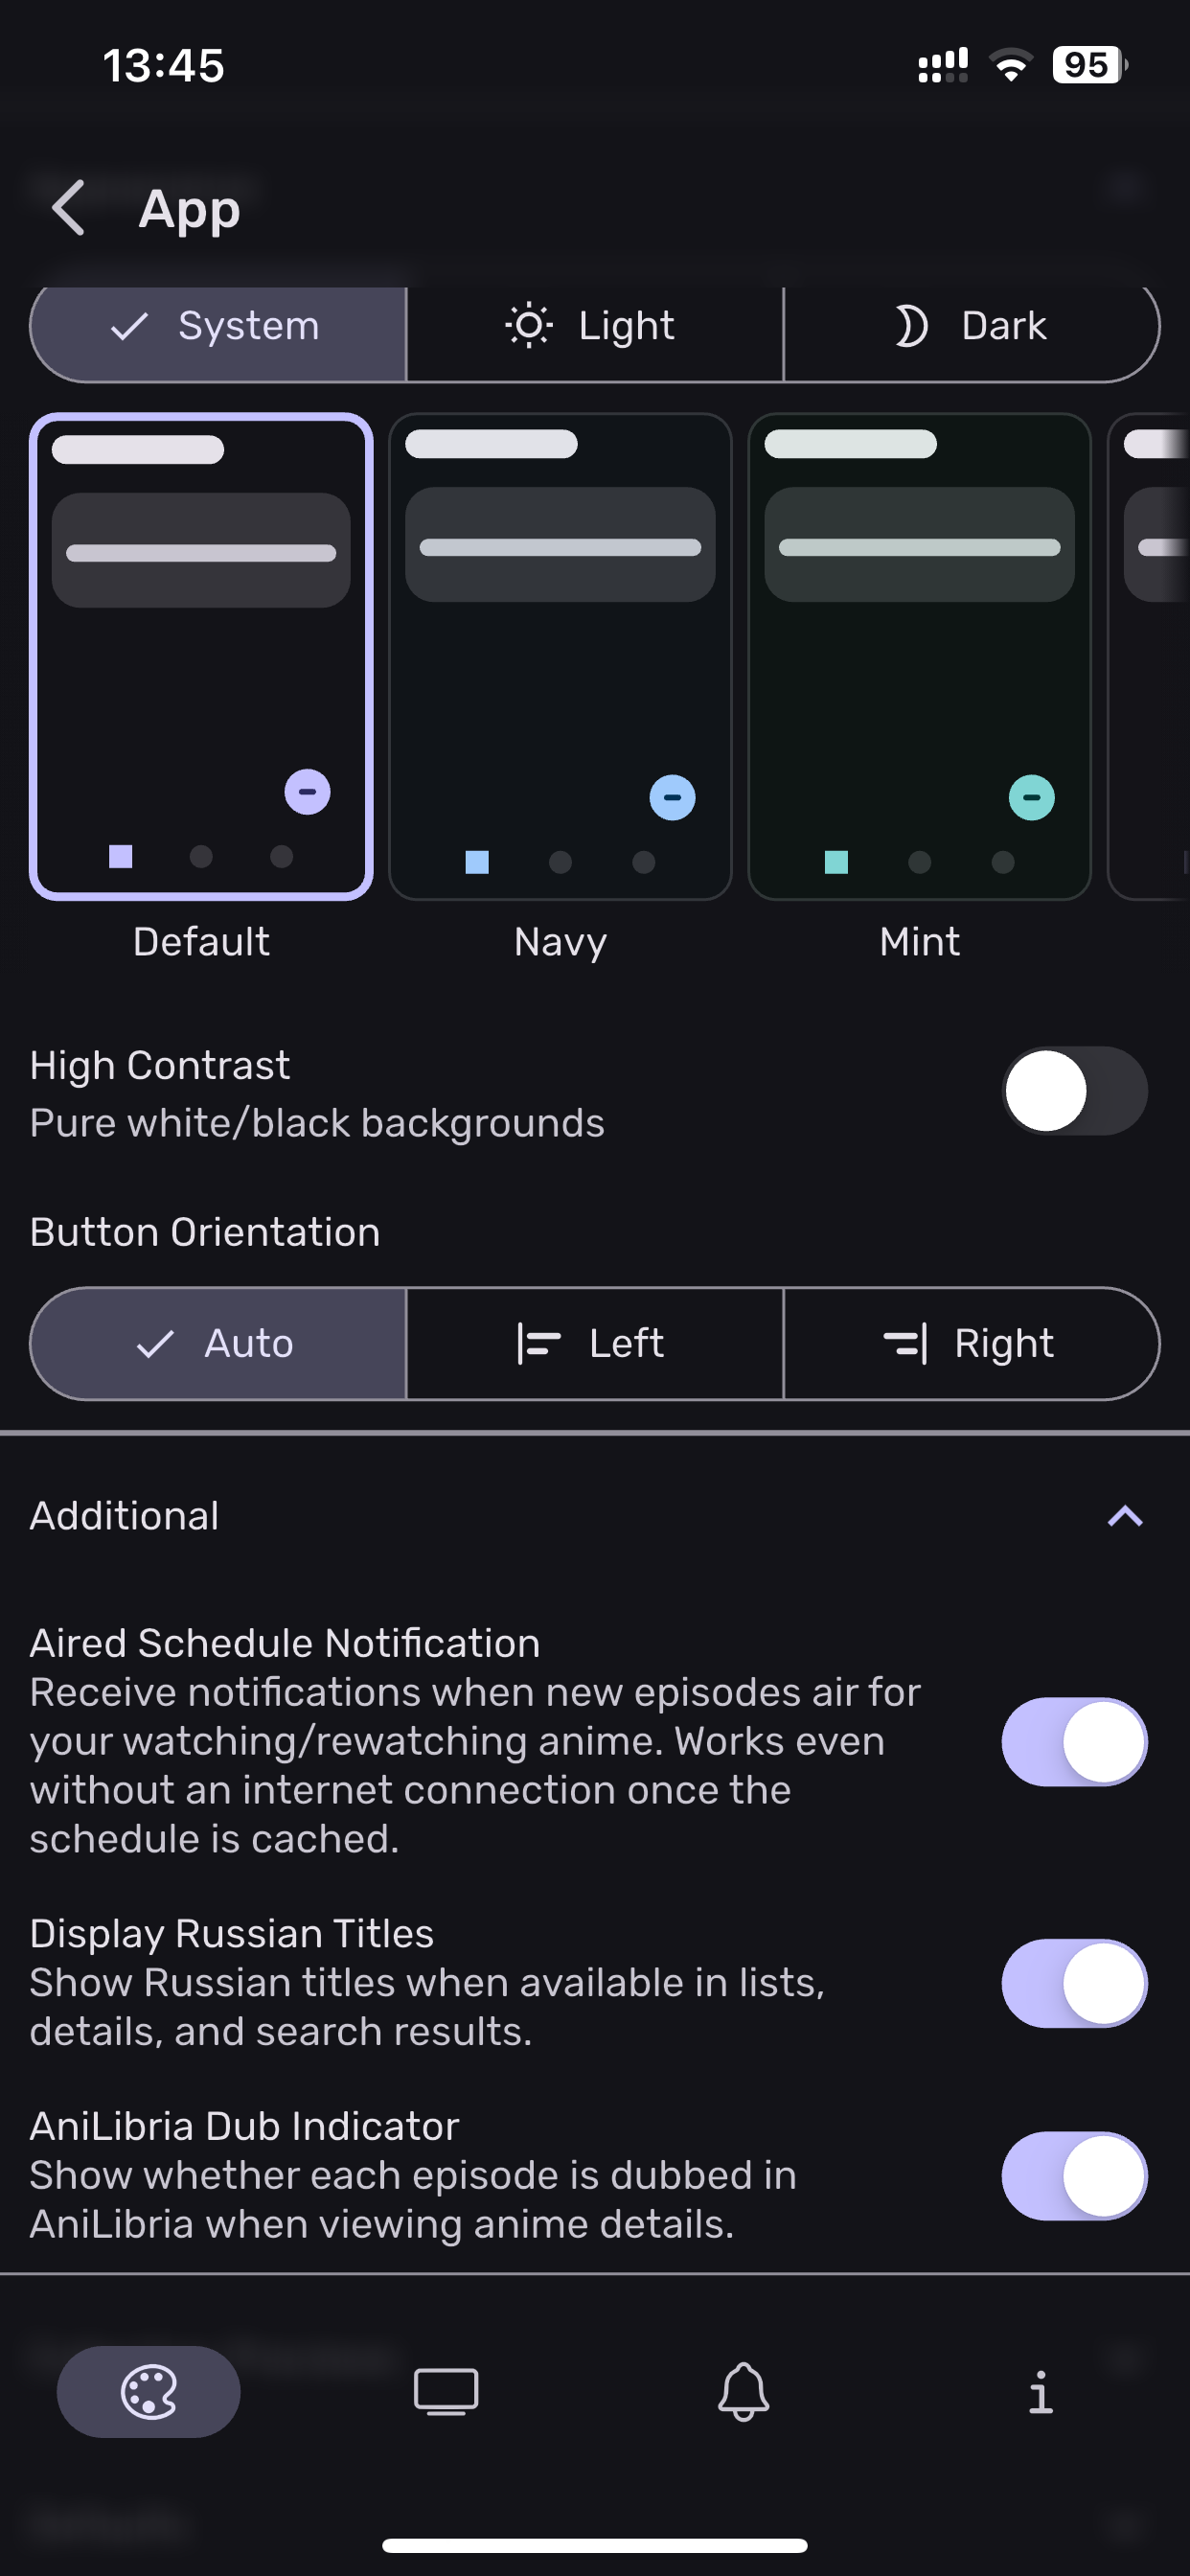 13:45
95
App
System
Light
Dark
Default
Navy
Mint
High Contrast
Pure white/black backgrounds
Button Orientation
Auto
Left
Right
Additional
Aired Schedule Notification
Receive notifications when new episodes air for
your watching/rewatching anime. Works even
without an internet connection once the
schedule is cached.
Display Russian Titles
Show Russian titles when available in lists,
details, and search results.
AniLibria Dub Indicator
Show whether each episode is dubbed in
AniLibria when viewing anime details.